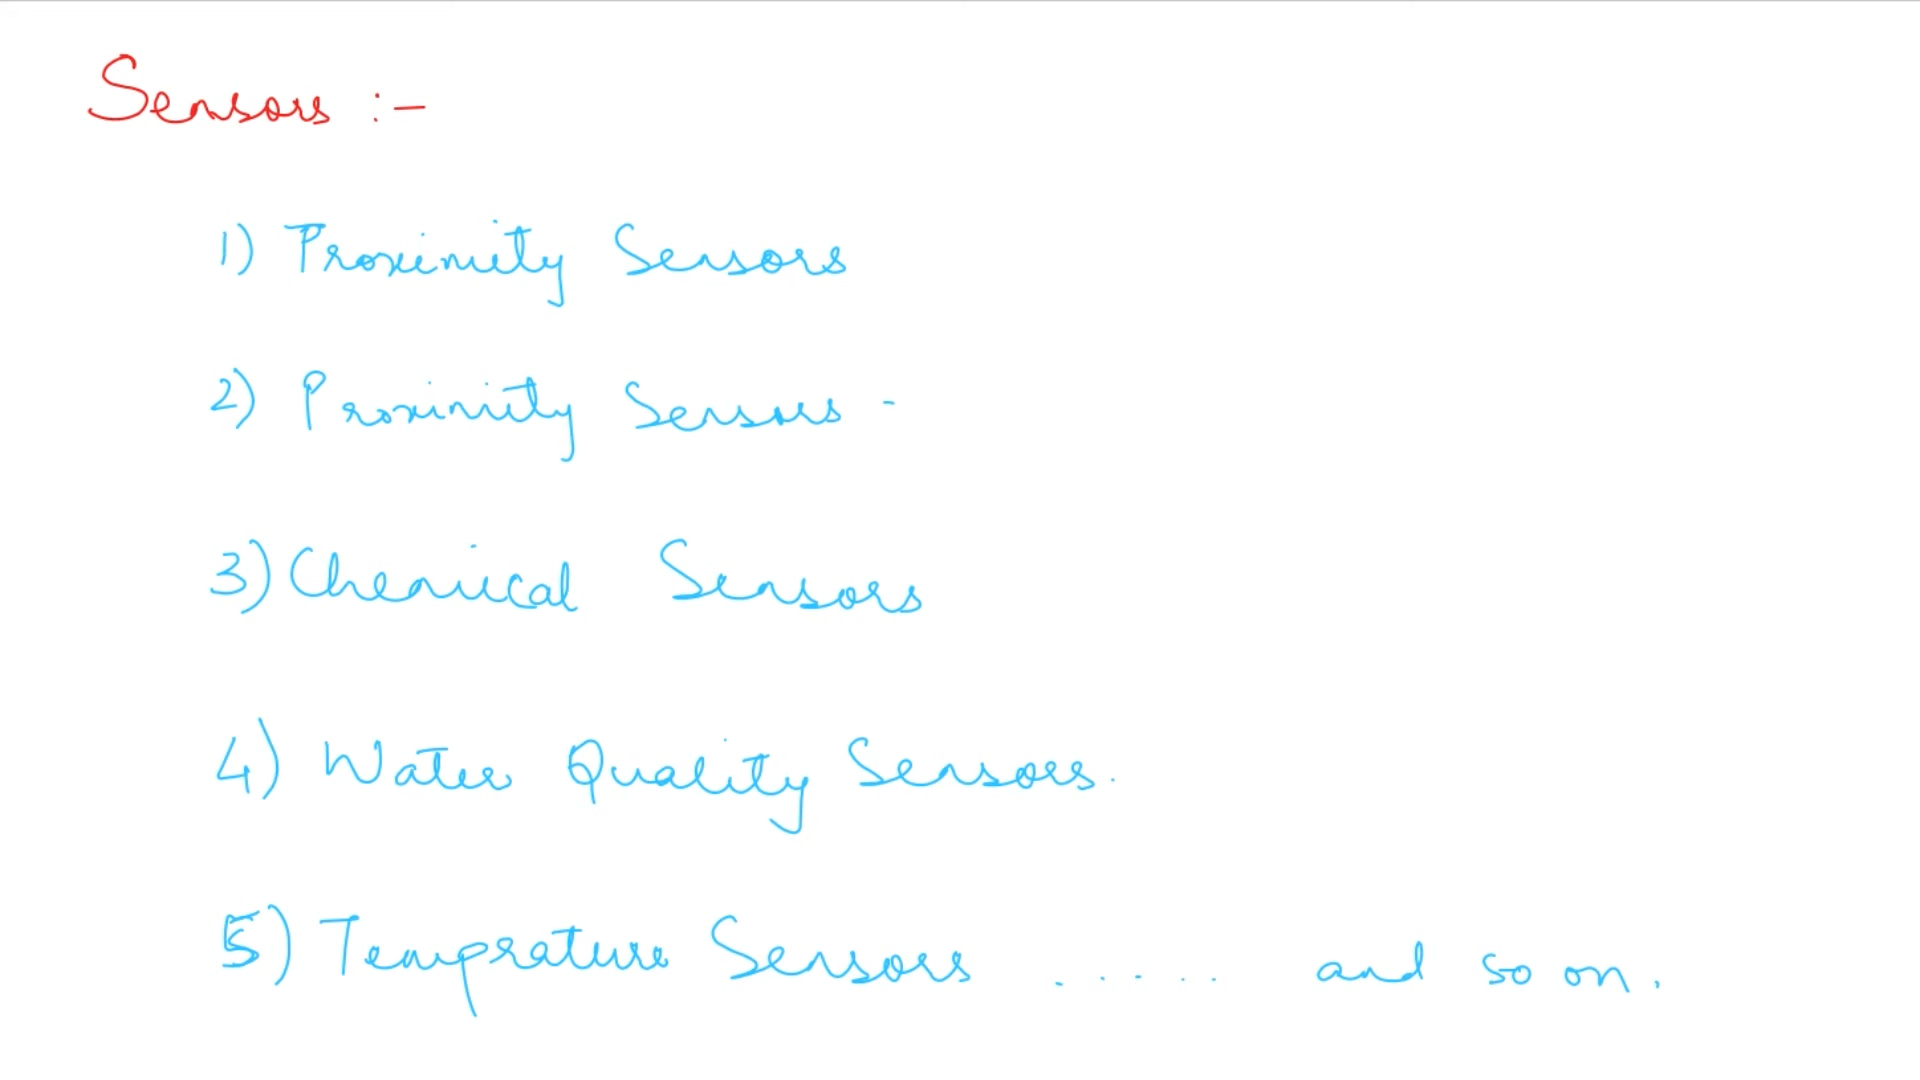 Sensors :-
1) Proximity Sensors
2) Proximity Sensors -
3) Chemical Sensors
4) Water Quality Sensors.
5) Temprature Sensors ..... and so on.